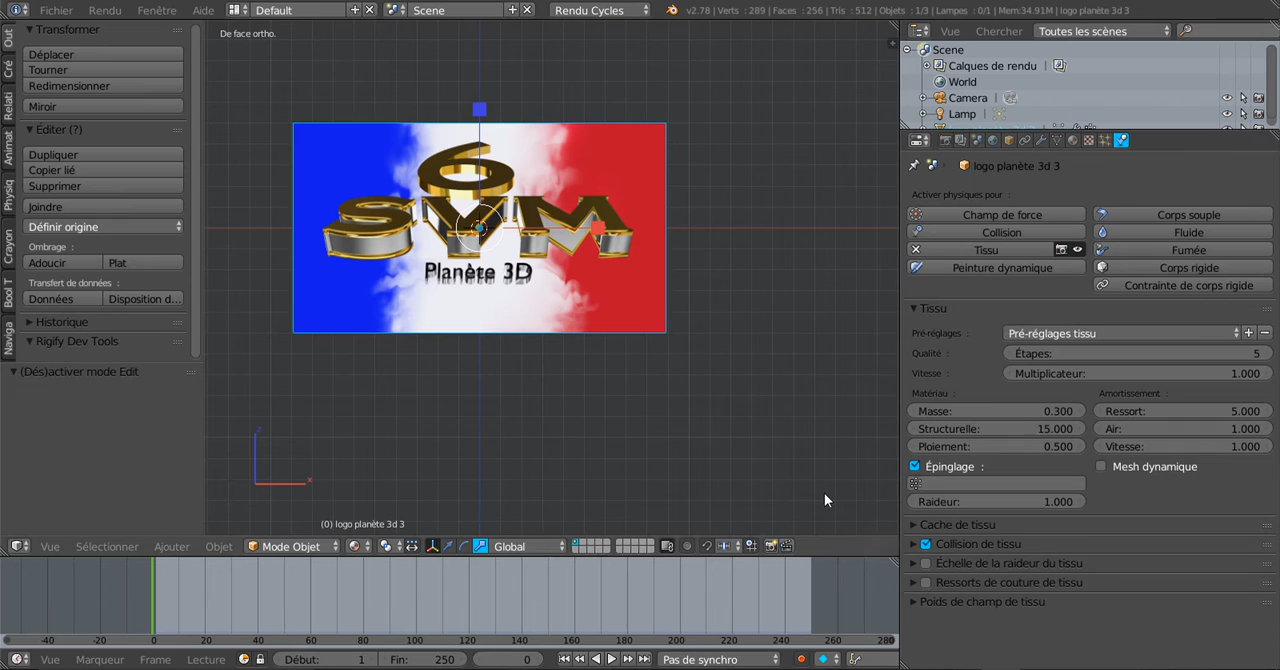 Fichier Rendu Fenêtre Aide Default Scene Rendu Cycles v2.78 | Verts : 289 | Faces : 256 | Tris : 512 | Objets : 1/3 | Lampes : 0/1 | Mem:34.91M | logo planète 3d 3
Transformer
Déplacer
Tourner
Redimensionner
Miroir
Éditer (?)
Dupliquer
Copier lié
Supprimer
Joindre
Définir origine
Ombrage :
Adoucir Plat
Transfert de données :
Données Disposition d...
Historique
Rigify Dev Tools
(Dés)activer mode Edit
Out
Cré
Relati
Animat
Physiq
Crayon
Bool T
Naviga
De face ortho.
6
SYM
Planète 3D
z
x
(0) logo planète 3d 3
Vue Sélectionner Ajouter Objet Mode Objet Global
-40 -20 0 20 40 60 80 100 120 140 160 180 200 220 240 260 280
Vue Marqueur Frame Lecture Début: 1 Fin: 250 0 Pas de synchro
Vue Chercher Toutes les scènes
Scene
Calques de rendu
World
Camera
Lamp
logo planète 3d 3
Activer physiques pour :
Champ de force Corps souple
Collision Fluide
Tissu Fumée
Peinture dynamique Corps rigide
Contrainte de corps rigide
Tissu
Pré-réglages : Pré-réglages tissu
Qualité : Étapes: 5
Vitesse : Multiplicateur: 1.000
Matériau : Amortissement :
Masse: 0.300 Ressort: 5.000
Structurelle: 15.000 Air: 1.000
Ploiement: 0.500 Vitesse: 1.000
Épinglage : Mesh dynamique
Raideur: 1.000
Cache de tissu
Collision de tissu
Échelle de la raideur du tissu
Ressorts de couture de tissu
Poids de champ de tissu